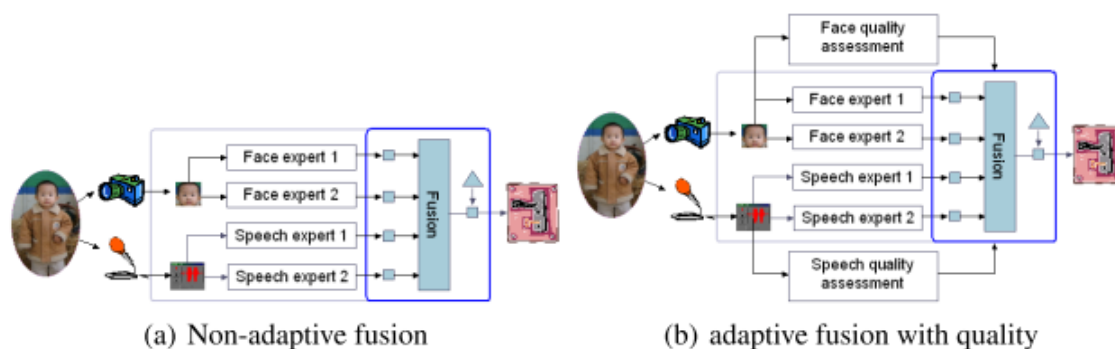 Face expert 1
Face expert 2
Speech expert 1
Speech expert 2
Fusion
(a) Non-adaptive fusion
Face quality
assessment
Face expert 1
Face expert 2
Speech expert 1
Speech expert 2
Fusion
Speech quality
assessment
(b) adaptive fusion with quality